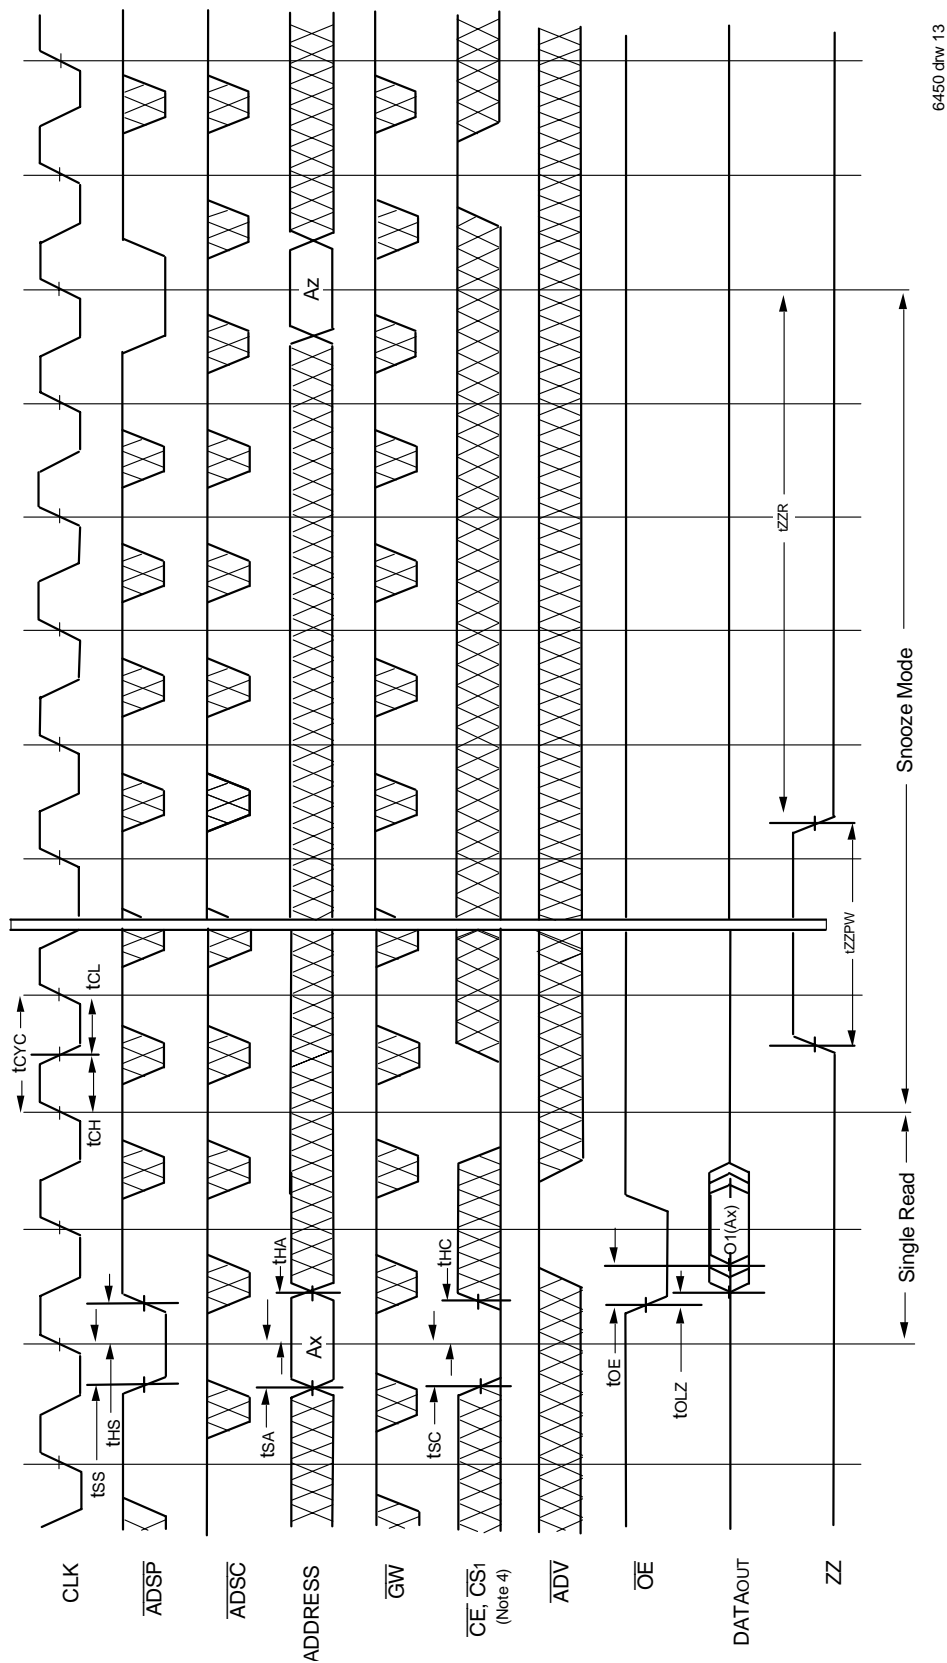 CLK
tCYC
tCH
tCL
tSS
tHS
ADSP
ADSC
ADDRESS
tSA
tHA
Ax
Az
GW
CE, CS1
(Note 4)
tSC
tHC
ADV
OE
tOE
tOLZ
DATAOUT
O1(Ax)
ZZ
tZZPW
tZZR
Single Read
Snooze Mode
6450 drw 13